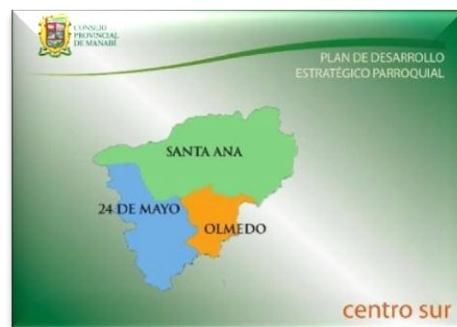 CONSEJO
PROVINCIAL
DE MANABÍ
PLAN DE DESARROLLO
ESTRATÉGICO PARROQUIAL
SANTA ANA
24 DE MAYO
OLMEDO
centro sur